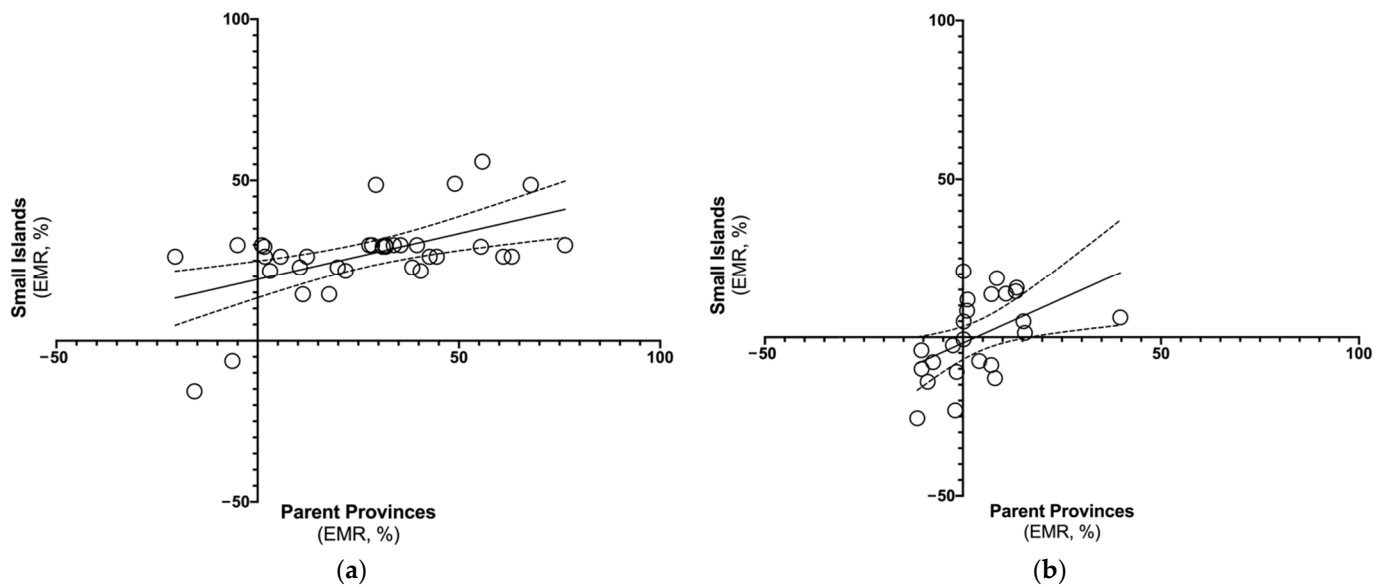 100
50
−50
50
100
−50
Small Islands
(EMR, %)
Parent Provinces
(EMR, %)
(a)
100
50
−50
50
100
−50
Small Islands
(EMR, %)
Parent Provinces
(EMR, %)
(b)